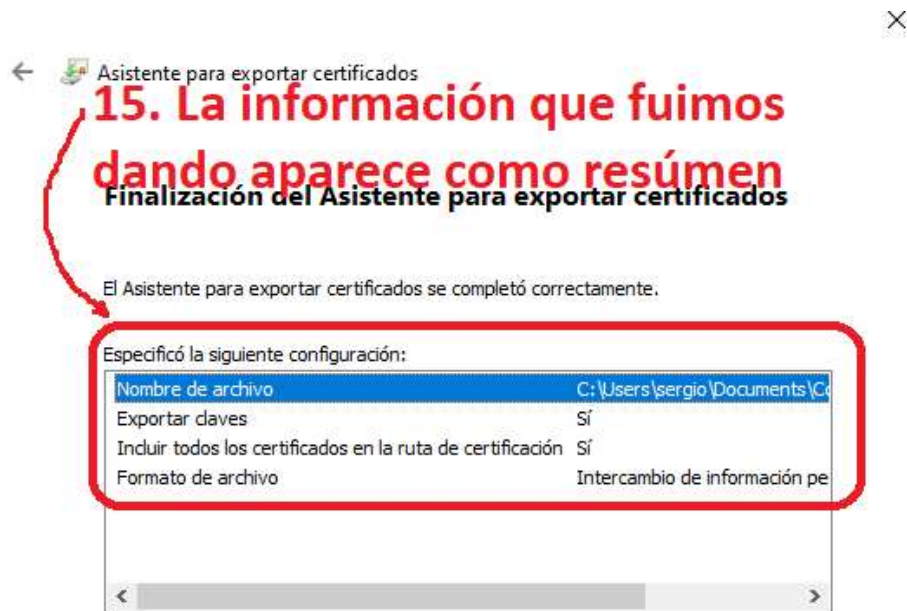 Asistente para exportar certificados
15. La información que fuimos
dando aparece como resúmen
Finalización del Asistente para exportar certificados
El Asistente para exportar certificados se completó correctamente.
Especificó la siguiente configuración:
Nombre de archivo C:\Users\sergio\Documents\Co
Exportar claves Sí
Incluir todos los certificados en la ruta de certificación Sí
Formato de archivo Intercambio de información pe